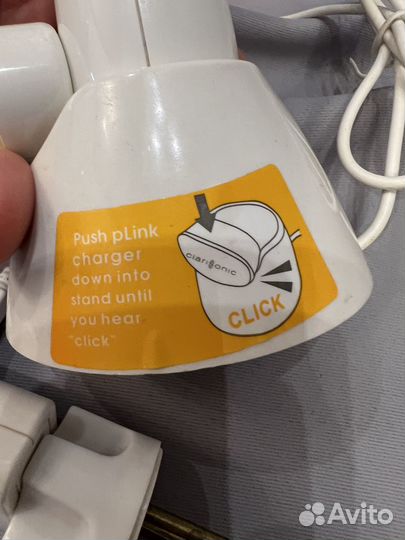 Push pLink
charger
down into
stand until
you hear
"click"
clarisonic
CLICK
Avito